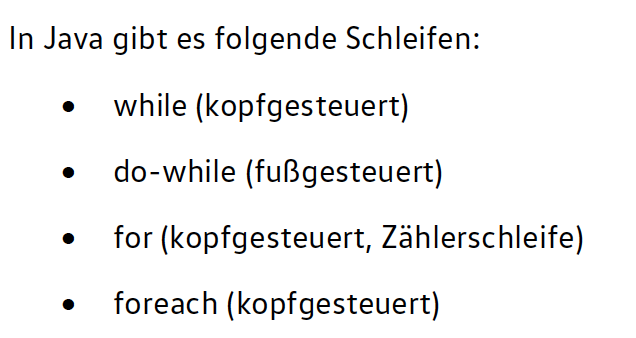 In Java gibt es folgende Schleifen:
• while (kopfgesteuert)
• do-while (fußgesteuert)
• for (kopfgesteuert, Zählerschleife)
• foreach (kopfgesteuert)